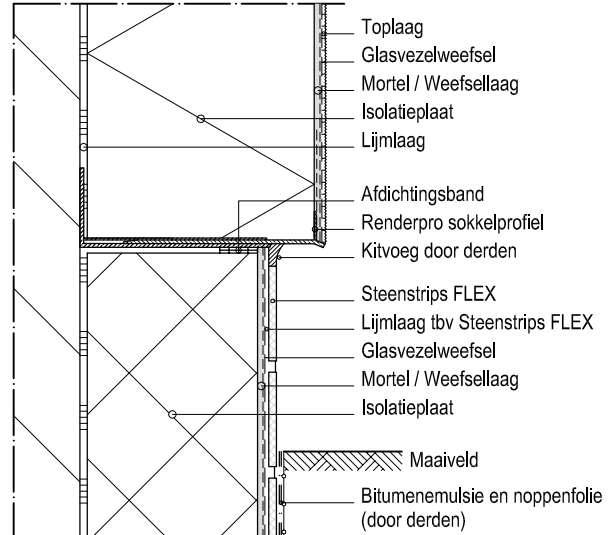 Toplaag
Glasvezelweefsel
Mortel / Weefsellaag
Isolatieplaat
Lijmlaag
Afdichtingsband
Renderpro sokkelprofiel
Kitvoeg door derden
Steenstrips FLEX
Lijmlaag tbv Steenstrips FLEX
Glasvezelweefsel
Mortel / Weefsellaag
Isolatieplaat
Maaiveld
Bitumenemulsie en noppenfolie
(door derden)